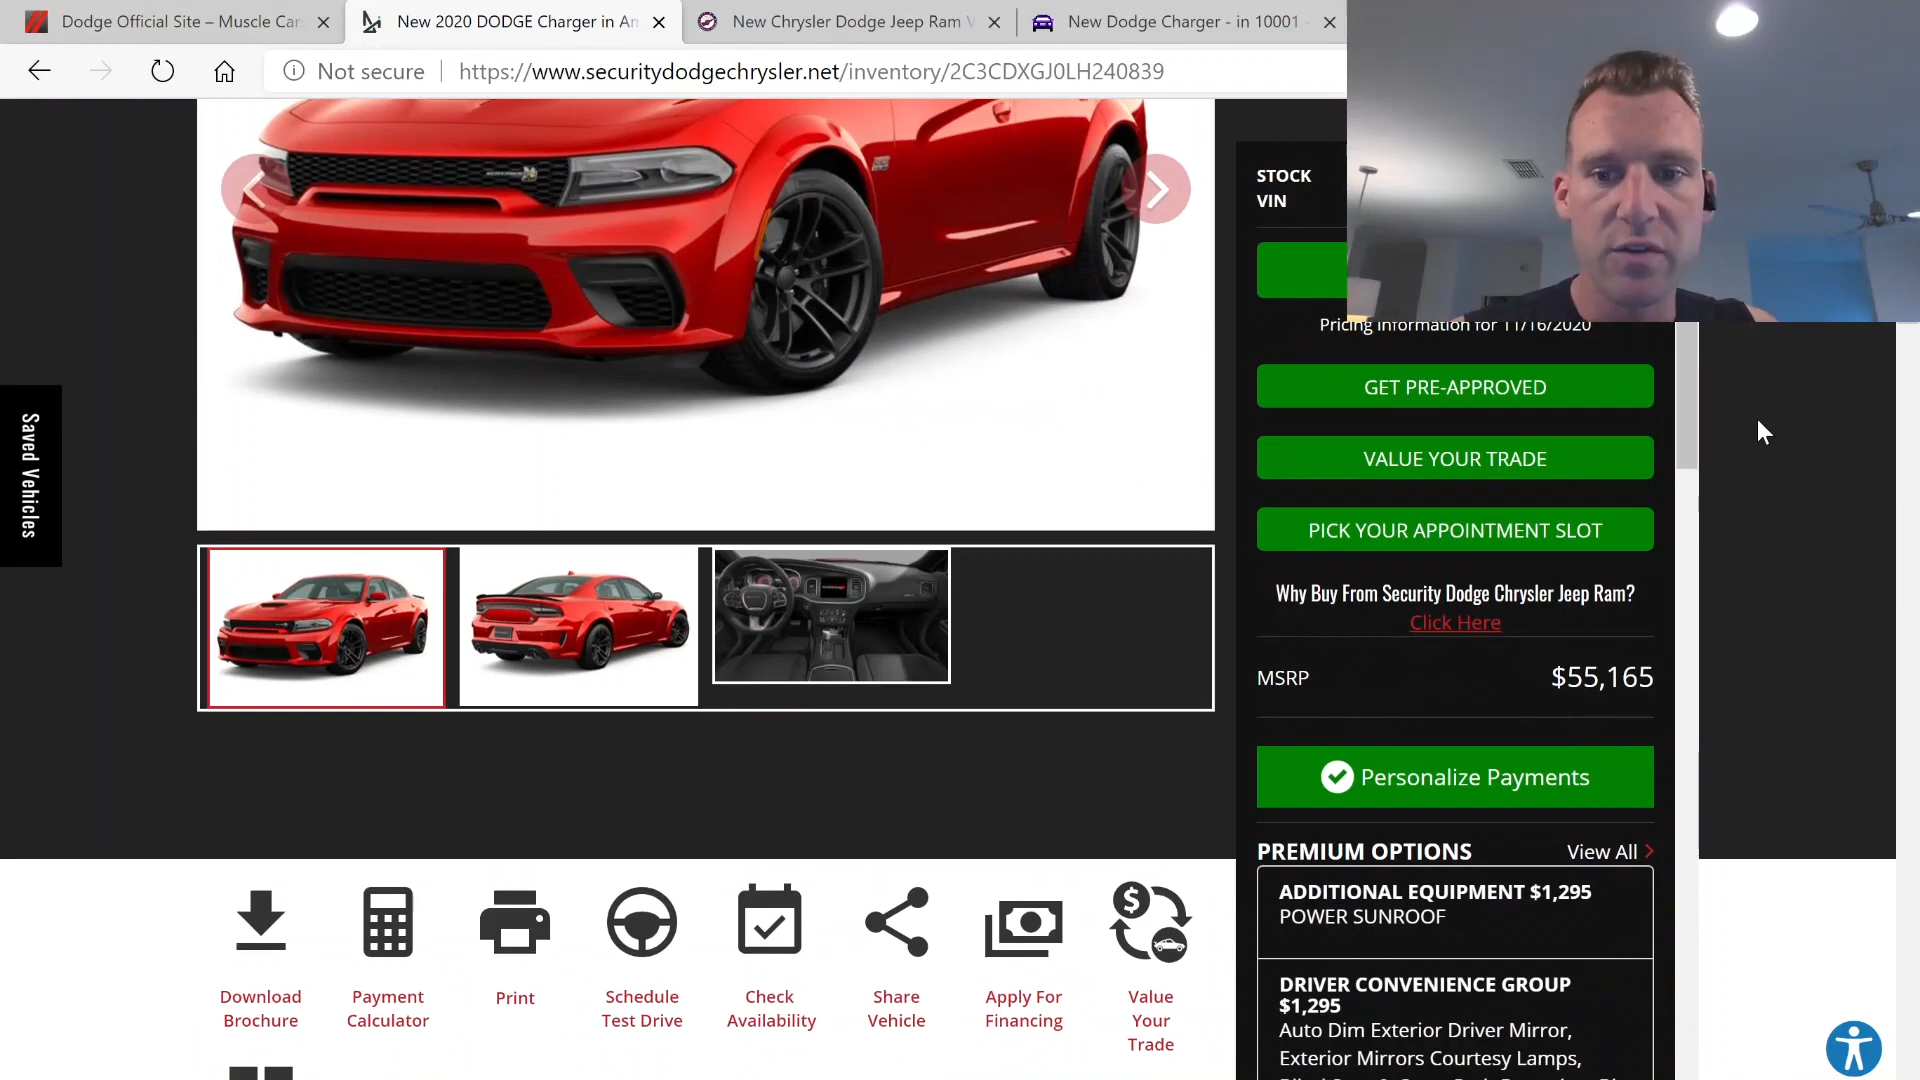 Dodge Official Site – Muscle Car
New 2020 DODGE Charger in Am
New Chrysler Dodge Jeep Ram V
New Dodge Charger - in 10001 -
Not secure
https://www.securitydodgechrysler.net/inventory/2C3CDXGJ0LH240839
Saved Vehicles
STOCK
VIN
Pricing information for 11/16/2020
GET PRE-APPROVED
VALUE YOUR TRADE
PICK YOUR APPOINTMENT SLOT
Why Buy From Security Dodge Chrysler Jeep Ram?
Click Here
MSRP $55,165
Personalize Payments
PREMIUM OPTIONS View All
ADDITIONAL EQUIPMENT $1,295
POWER SUNROOF
DRIVER CONVENIENCE GROUP
$1,295
Auto Dim Exterior Driver Mirror,
Exterior Mirrors Courtesy Lamps,
Download
Brochure
Payment
Calculator
Print
Schedule
Test Drive
Check
Availability
Share
Vehicle
Apply For
Financing
Value
Your
Trade